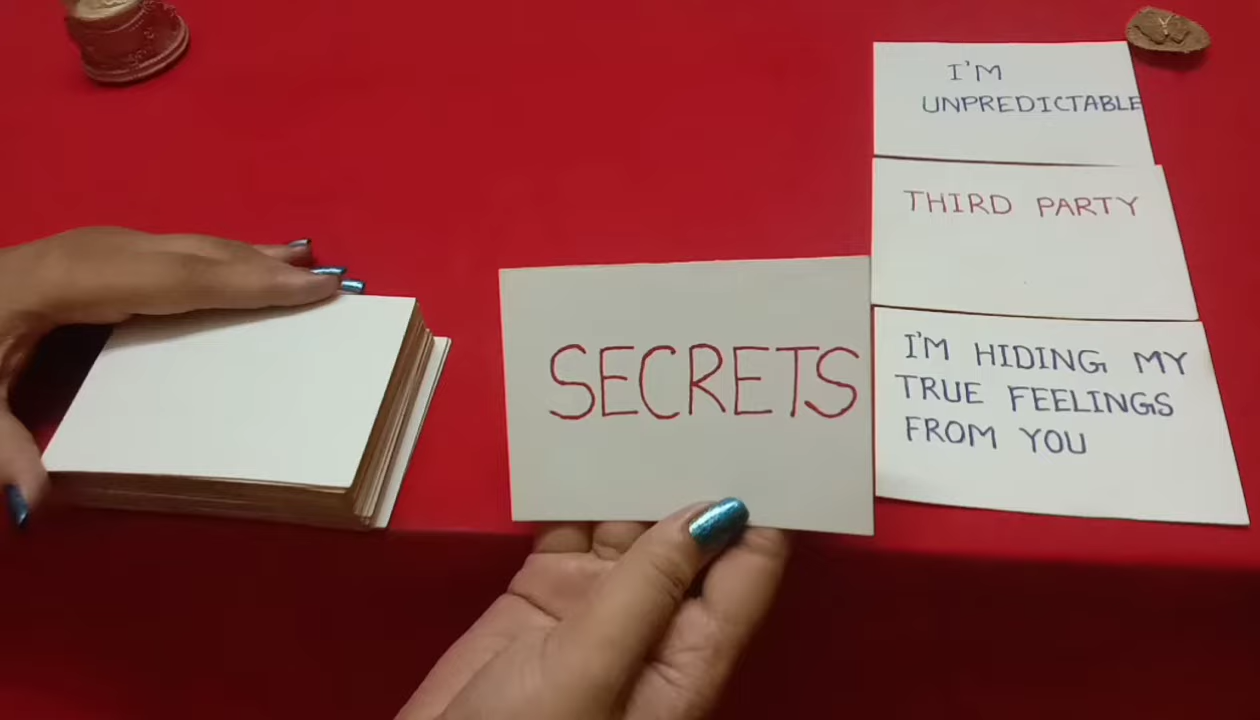 I'M
UNPREDICTABLE
THIRD PARTY
SECRETS
I'M HIDING MY
TRUE FEELINGS
FROM YOU